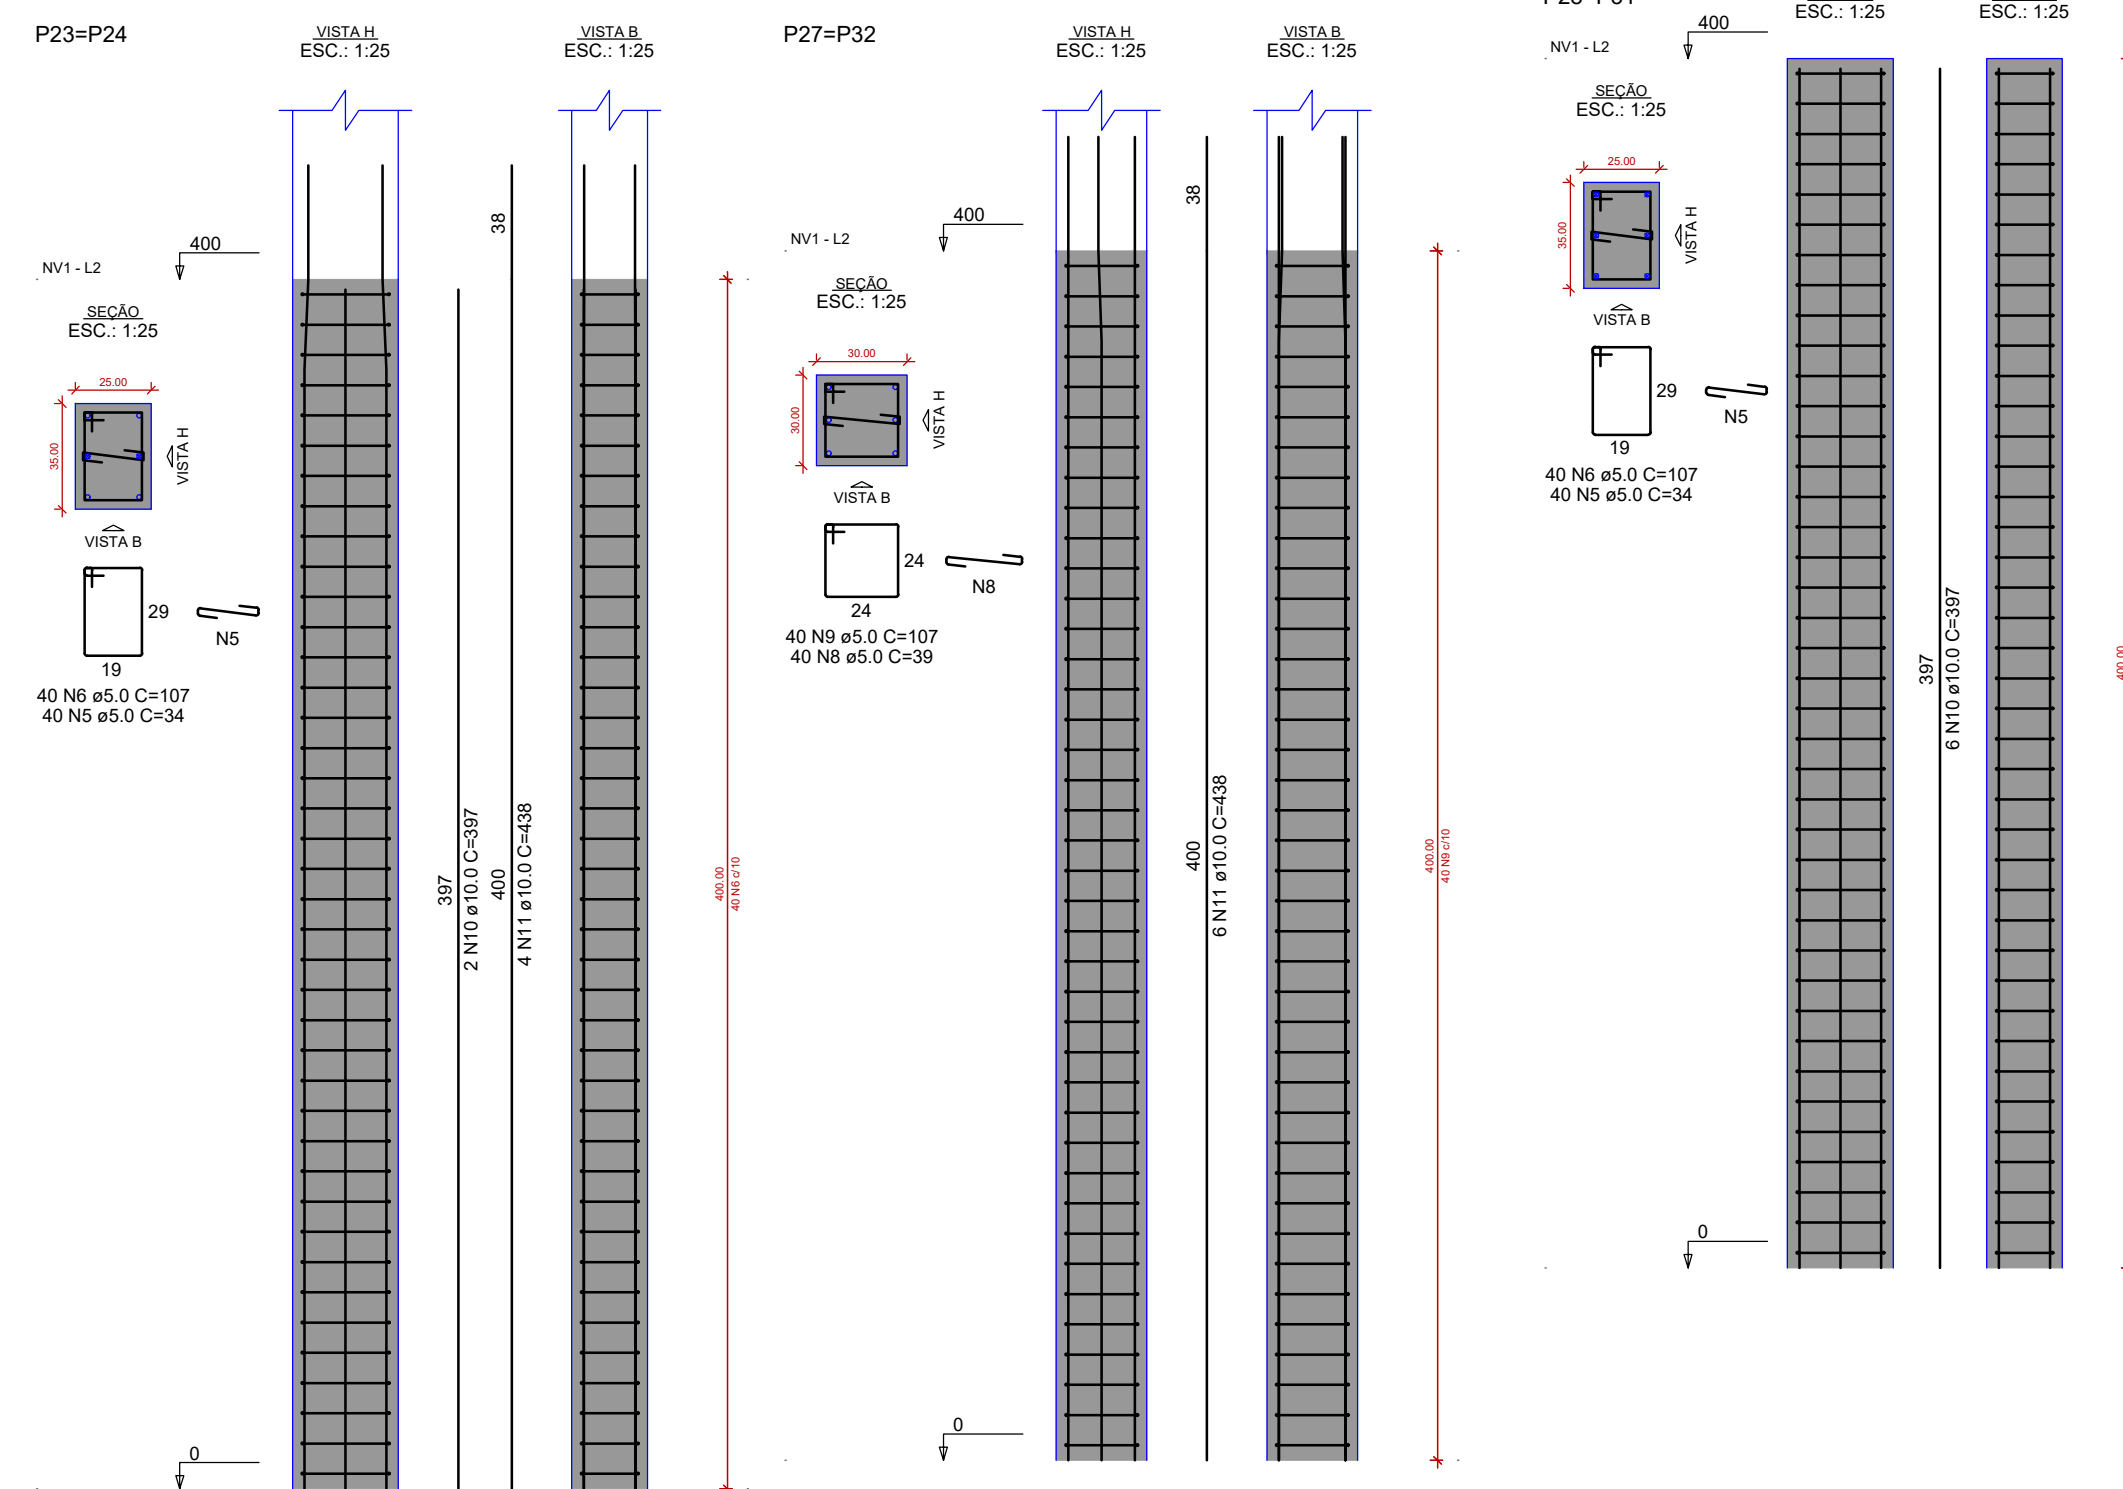 P23=P24
VISTA H
ESC.: 1:25
VISTA B
ESC.: 1:25
400
NV1 - L2
SEÇÃO
ESC.: 1:25
25.00
35.00
VISTA H
VISTA B
29
19
N5
40 N6 ø5.0 C=107
40 N5 ø5.0 C=34
0
397
2 N10 ø10.0 C=397
38
400
4 N11 ø10.0 C=438
400.00
40 N6 c/10
P27=P32
VISTA H
ESC.: 1:25
VISTA B
ESC.: 1:25
400
NV1 - L2
SEÇÃO
ESC.: 1:25
30.00
30.00
VISTA H
VISTA B
24
24
N8
40 N9 ø5.0 C=107
40 N8 ø5.0 C=39
0
38
400
6 N11 ø10.0 C=438
400.00
40 N9 c/10
ESC.: 1:25
ESC.: 1:25
400
NV1 - L2
SEÇÃO
ESC.: 1:25
25.00
35.00
VISTA H
VISTA B
29
19
N5
40 N6 ø5.0 C=107
40 N5 ø5.0 C=34
0
397
6 N10 ø10.0 C=397
400.00